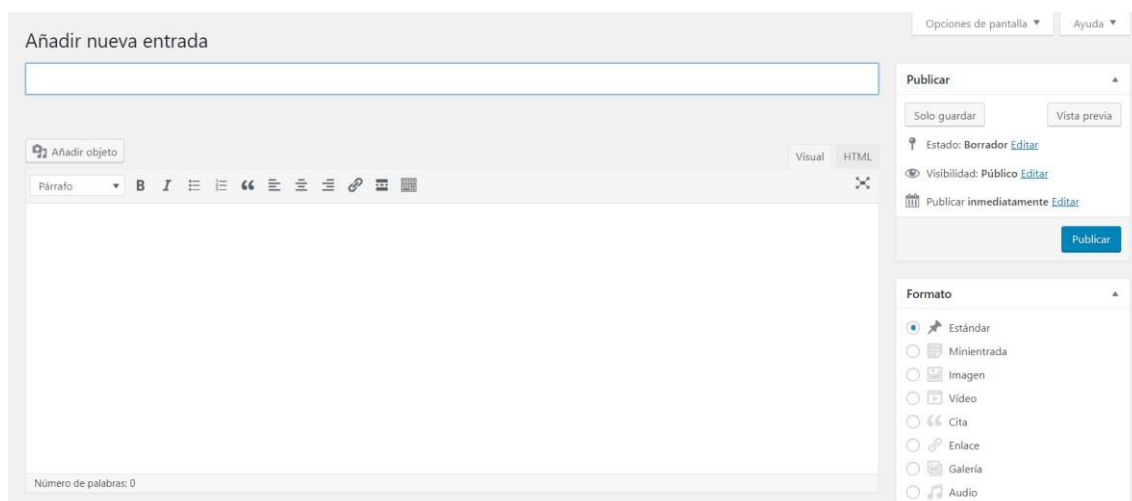 Opciones de pantalla ▼ Ayuda ▼
Añadir nueva entrada
Añadir objeto
Visual HTML
Párrafo ▼ B I
Número de palabras: 0
Publicar
Solo guardar Vista previa
Estado: Borrador Editar
Visibilidad: Público Editar
Publicar inmediatamente Editar
Publicar
Formato
Estándar
Minientrada
Imagen
Vídeo
Cita
Enlace
Galería
Audio